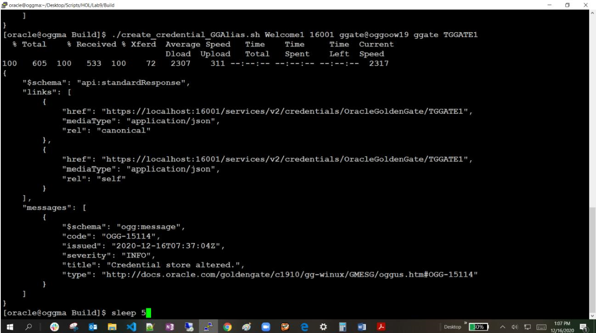 oracle@oggma:~/Desktop/Scripts/HOL/Lab9/Build
    ]
}
[oracle@oggma Build]$ ./create_credential_GGAlias.sh Welcome1 16001 ggate@oggoow19 ggate TGGATE1
  % Total    % Received % Xferd  Average Speed   Time    Time     Time  Current
                                 Dload  Upload   Total   Spent    Left  Speed
100   605  100   533  100    72   2307    311 --:--:-- --:--:-- --:--:--  2317
{
    "$schema": "api:standardResponse",
    "links": [
        {
            "href": "https://localhost:16001/services/v2/credentials/OracleGoldenGate/TGGATE1",
            "mediaType": "application/json",
            "rel": "canonical"
        },
        {
            "href": "https://localhost:16001/services/v2/credentials/OracleGoldenGate/TGGATE1",
            "mediaType": "application/json",
            "rel": "self"
        }
    ],
    "messages": [
        {
            "$schema": "ogg:message",
            "code": "OGG-15114",
            "issued": "2020-12-16T07:37:04Z",
            "severity": "INFO",
            "title": "Credential store altered.",
            "type": "http://docs.oracle.com/goldengate/c1910/gg-winux/GMESG/oggus.htm#OGG-15114"
        }
    ]
}
[oracle@oggma Build]$ sleep 5
Desktop
1:07 PM
12/16/2020